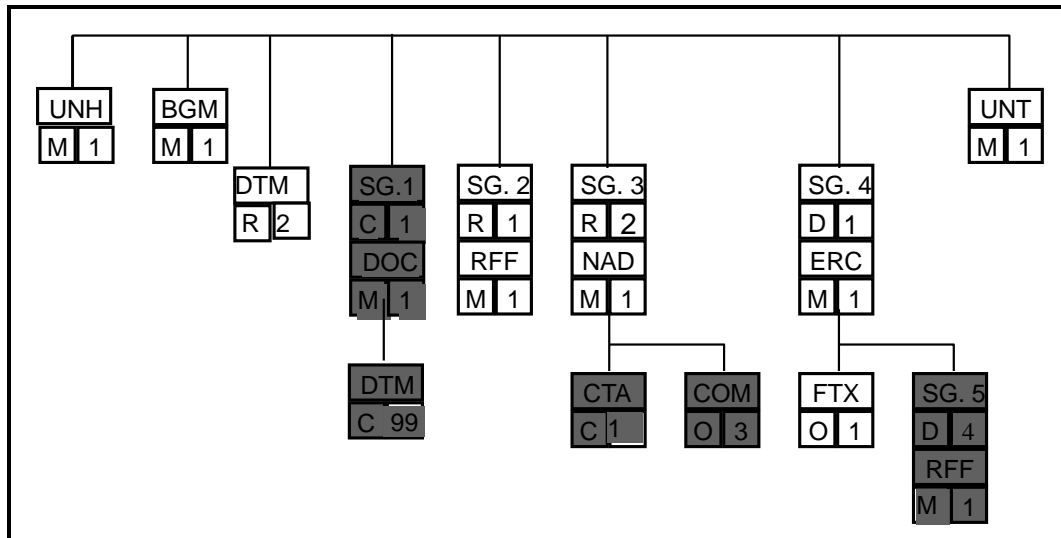 UNH
M 1
BGM
M 1
UNT
M 1
DTM
R 2
SG.1
C 1
DOC
M 1
SG. 2
R 1
RFF
M 1
SG. 3
R 2
NAD
M 1
SG. 4
D 1
ERC
M 1
DTM
C 99
CTA
C 1
COM
O 3
FTX
O 1
SG. 5
D 4
RFF
M 1